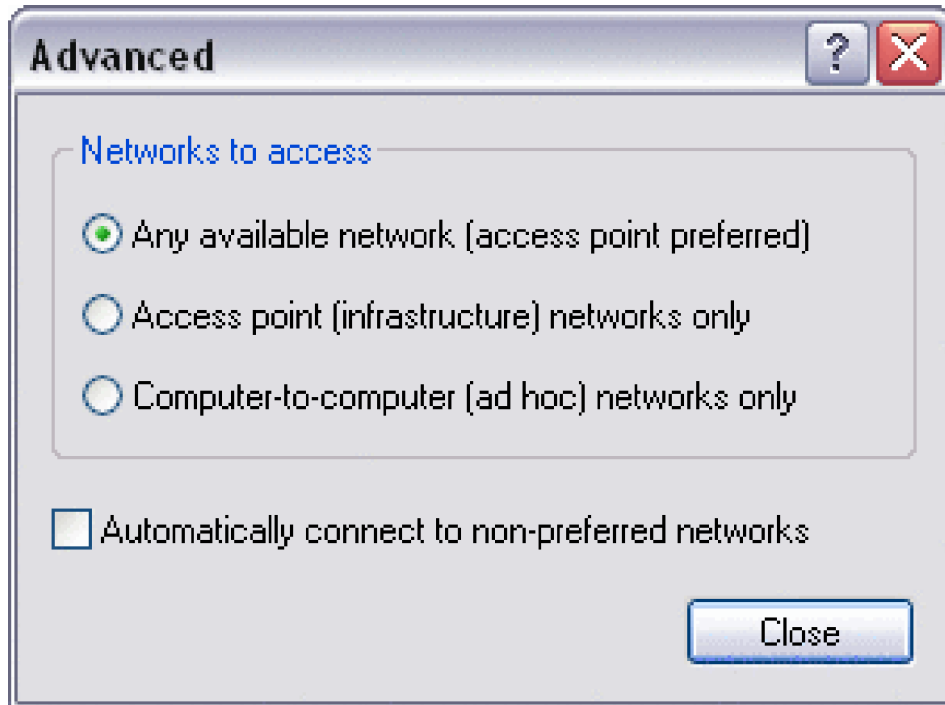 Advanced
Networks to access
Any available network (access point preferred)
Access point (infrastructure) networks only
Computer-to-computer (ad hoc) networks only
Automatically connect to non-preferred networks
Close